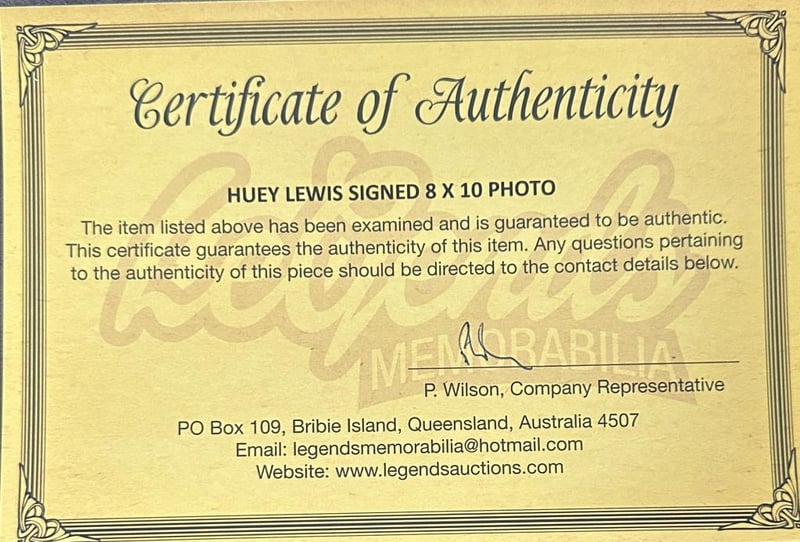 Certificate of Authenticity
HUEY LEWIS SIGNED 8 X 10 PHOTO
The item listed above has been examined and is guaranteed to be authentic.
This certificate guarantees the authenticity of this item. Any questions pertaining
to the authenticity of this piece should be directed to the contact details below.
Legends
MEMORABILIA
P. Wilson, Company Representative
PO Box 109, Bribie Island, Queensland, Australia 4507
Email: legendsmemorabilia@hotmail.com
Website: www.legendsauctions.com